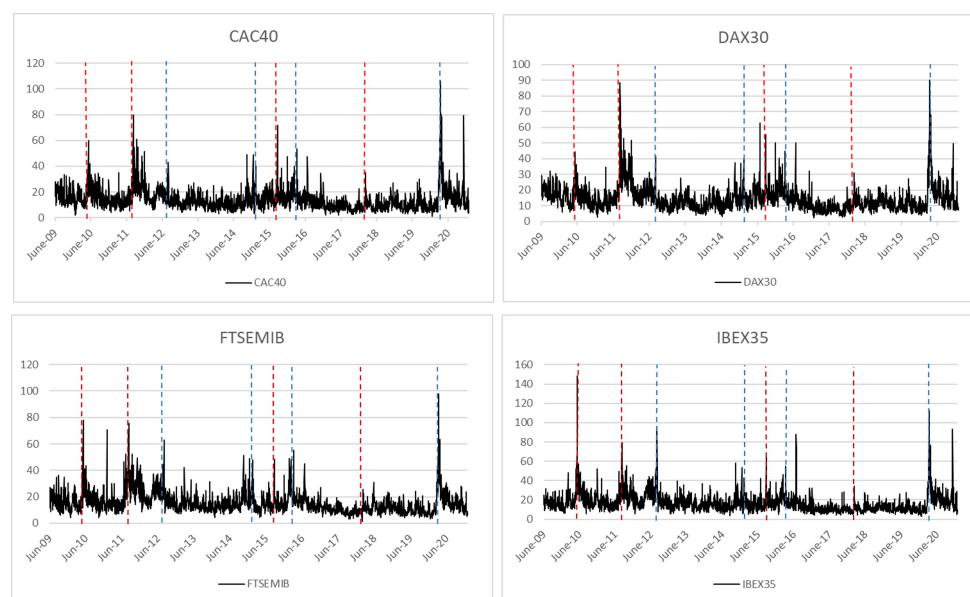 CAC40
120
100
80
60
40
20
0
June-09 June-10 June-11 June-12 June-13 June-14 June-15 June-16 June-17 June-18 June-19 June-20
CAC40
DAX30
100
90
80
70
60
50
40
30
20
10
0
Jun-09 Jun-10 Jun-11 Jun-12 Jun-13 Jun-14 Jun-15 Jun-16 Jun-17 Jun-18 Jun-19 Jun-20
DAX30
FTSEMIB
120
100
80
60
40
20
0
Jun-09 Jun-10 Jun-11 Jun-12 Jun-13 Jun-14 Jun-15 Jun-16 Jun-17 Jun-18 Jun-19 Jun-20
FTSEMIB
IBEX35
160
140
120
100
80
60
40
20
0
June-09 June-10 June-11 June-12 June-13 June-14 June-15 June-16 June-17 June-18 June-19 June-20
IBEX35